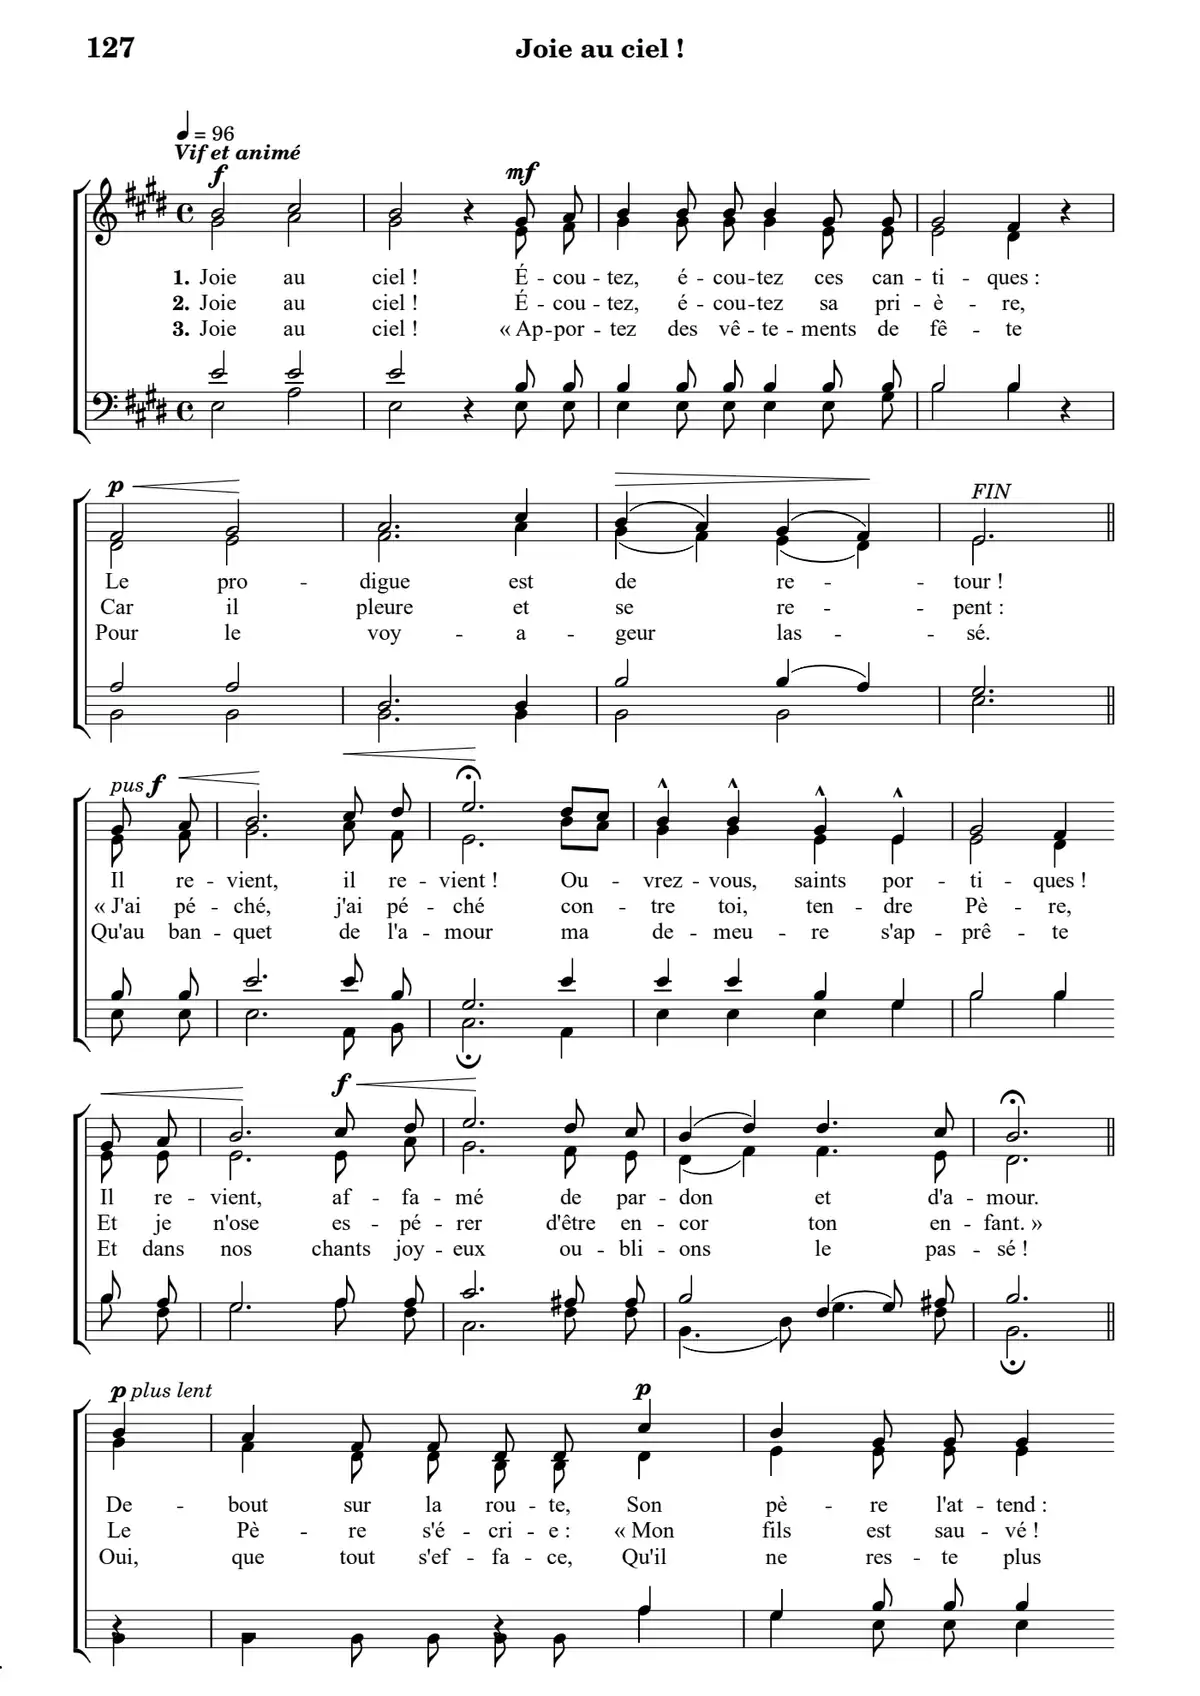 127 Joie au ciel !
= 96
Vif et animé
f mf
1. Joie au ciel ! É - cou - tez, é - cou - tez ces can - ti - ques :
2. Joie au ciel ! É - cou - tez, é - cou - tez sa pri - è - re,
3. Joie au ciel ! « Ap - por - tez des vê - te - ments de fê - te
p FIN
Le pro - digue est de re - tour !
Car il pleure et se re - pent :
Pour le voy - a - geur las - sé.
pus f
Il re - vient, il re - vient ! Ou - vrez - vous, saints por - ti - ques !
« J'ai pé - ché, j'ai pé - ché con - tre toi, ten - dre Pè - re,
Qu'au ban - quet de l'a - mour ma de - meu - re s'ap - prê - te
f
Il re - vient, af - fa - mé de par - don et d'a - mour.
Et je n'ose es - pé - rer d'être en - cor ton en - fant. »
Et dans nos chants joy - eux ou - bli - ons le pas - sé !
p plus lent p
De - bout sur la rou - te, Son pè - re l'at - tend :
Le Pè - re s'é - cri - e : « Mon fils est sau - vé !
Oui, que tout s'ef - fa - ce, Qu'il ne res - te plus